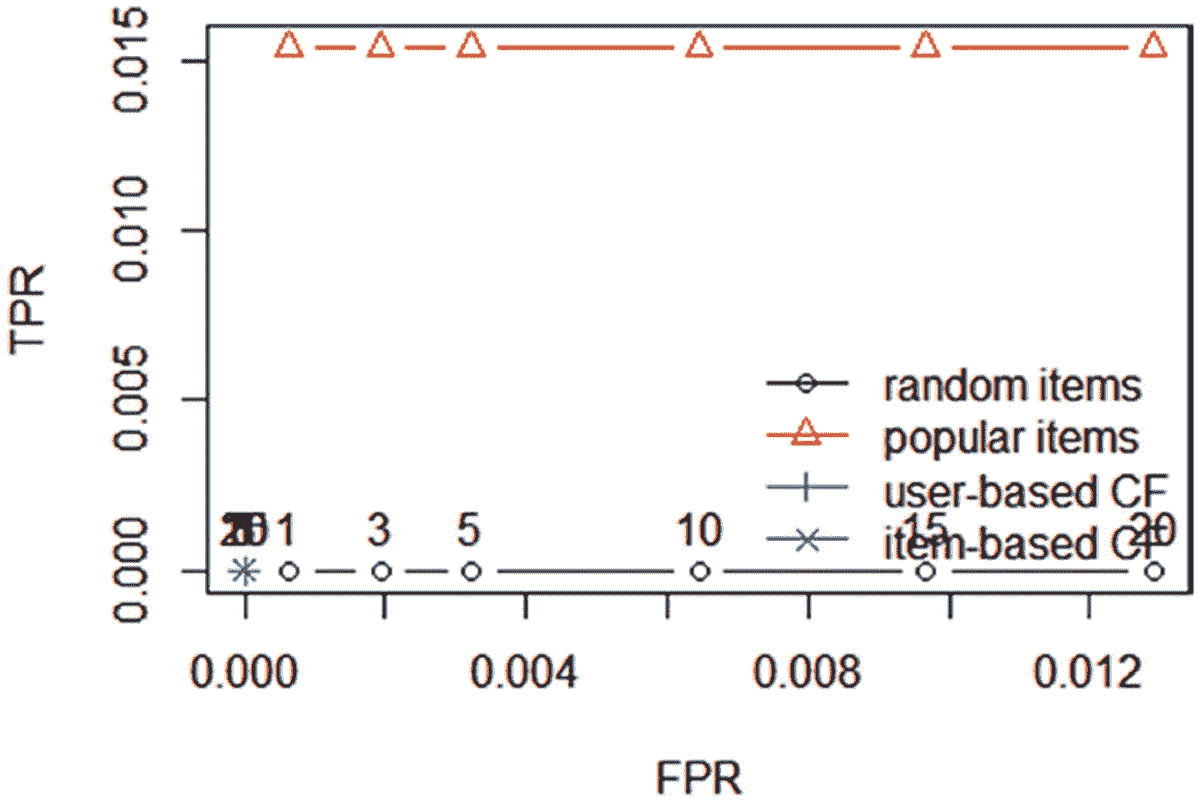 0.015
0.010
0.005
0.000
TPR
random items
popular items
user-based CF
item-based CF
1 3 5 10 15 20
0.000 0.004 0.008 0.012
FPR